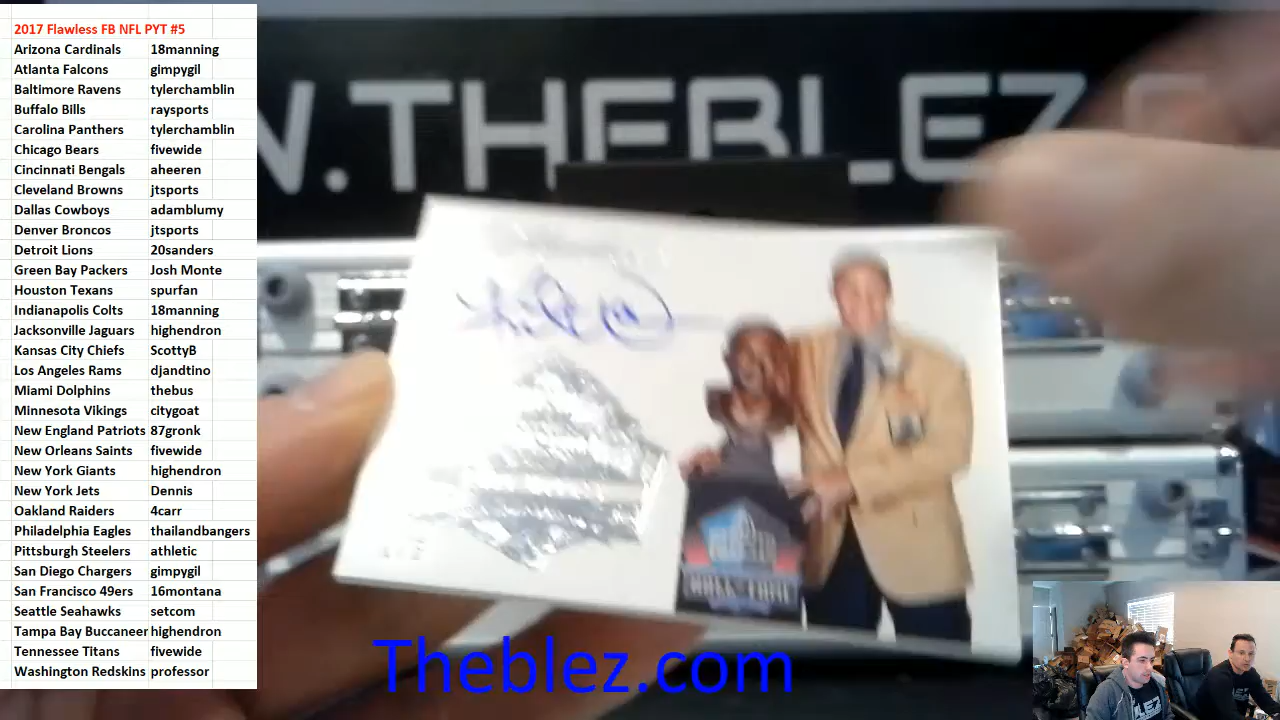 2017 Flawless FB NFL PYT #5
Arizona Cardinals 18manning
Atlanta Falcons gimpygil
Baltimore Ravens tylerchamblin
Buffalo Bills raysports
Carolina Panthers tylerchamblin
Chicago Bears fivewide
Cincinnati Bengals aheeren
Cleveland Browns jtsports
Dallas Cowboys adamblumy
Denver Broncos jtsports
Detroit Lions 20sanders
Green Bay Packers Josh Monte
Houston Texans spurfan
Indianapolis Colts 18manning
Jacksonville Jaguars highendron
Kansas City Chiefs ScottyB
Los Angeles Rams djandtino
Miami Dolphins thebus
Minnesota Vikings citygoat
New England Patriots 87gronk
New Orleans Saints fivewide
New York Giants highendron
New York Jets Dennis
Oakland Raiders 4carr
Philadelphia Eagles thailandbangers
Pittsburgh Steelers athletic
San Diego Chargers gimpygil
San Francisco 49ers 16montana
Seattle Seahawks setcom
Tampa Bay Buccaneer highendron
Tennessee Titans fivewide
Washington Redskins professor
W.THEBLEZ.C
HALL OF FAME
Theblez.com